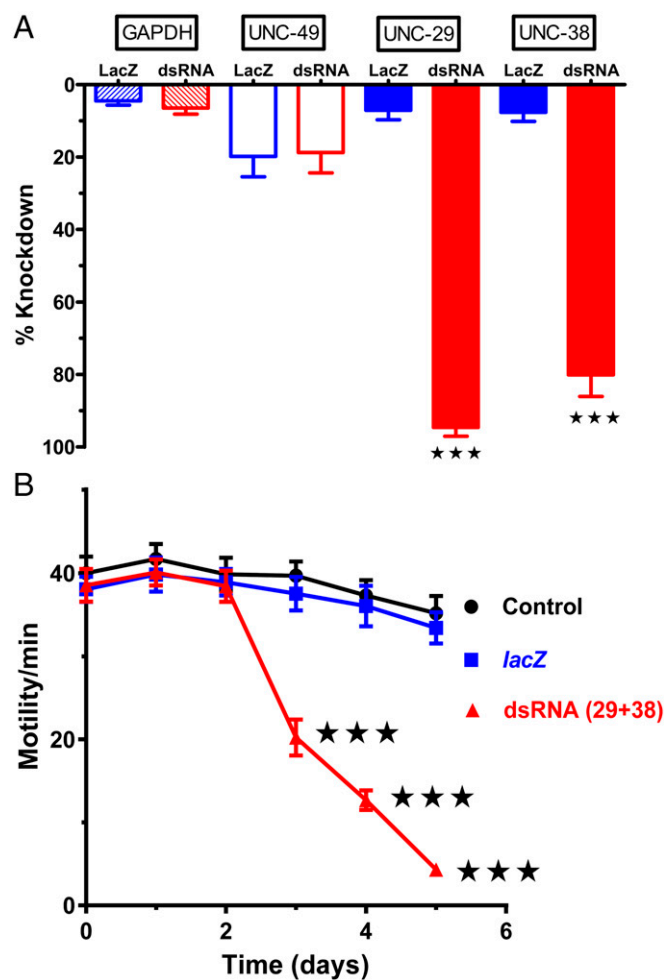 A
GAPDH UNC-49 UNC-29 UNC-38
LacZ dsRNA LacZ dsRNA LacZ dsRNA LacZ dsRNA
0
20
40
60
80
100
% Knockdown
★★★
★★★
B
40
20
0
Motility/min
Control
lacZ
dsRNA (29+38)
★★★
★★★
★★★
0 2 4 6
Time (days)